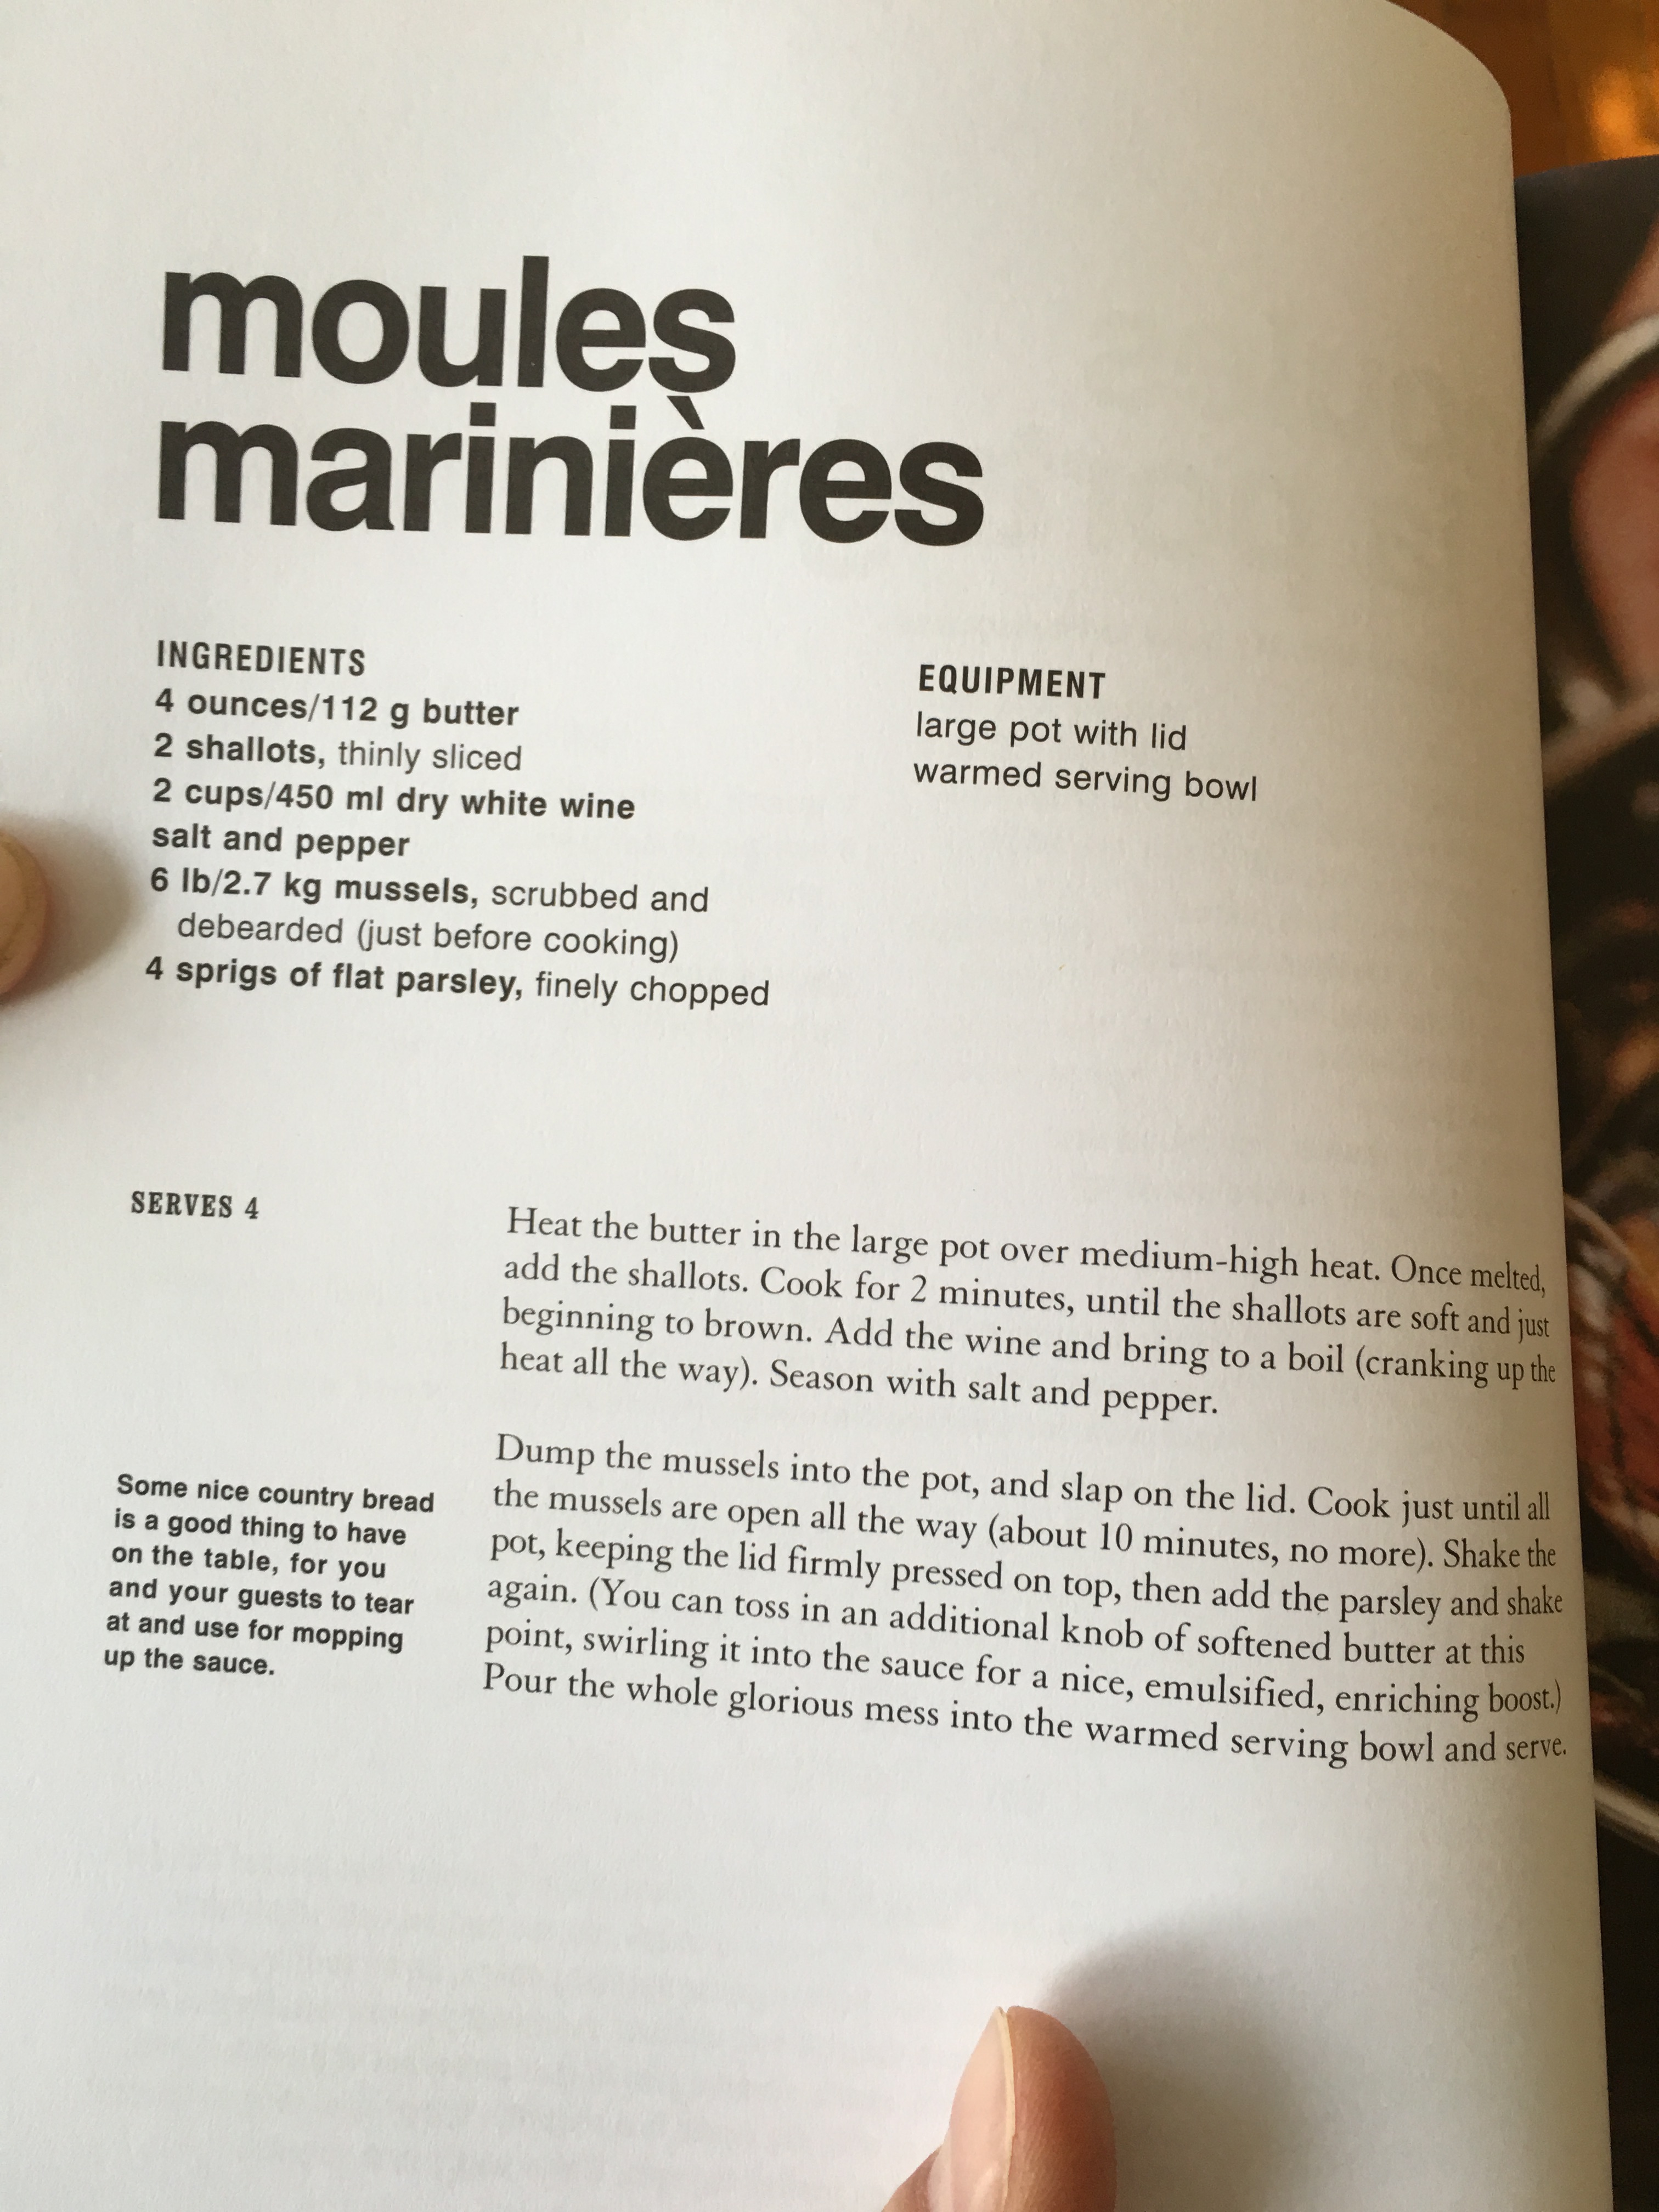 moules
marinières
INGREDIENTS
4 ounces/112 g butter
2 shallots, thinly sliced
2 cups/450 ml dry white wine
salt and pepper
6 lb/2.7 kg mussels, scrubbed and
debearded (just before cooking)
4 sprigs of flat parsley, finely chopped
EQUIPMENT
large pot with lid
warmed serving bowl
SERVES 4
Heat the butter in the large pot over medium-high heat. Once melted,
add the shallots. Cook for 2 minutes, until the shallots are soft and just
beginning to brown. Add the wine and bring to a boil (cranking up the
heat all the way). Season with salt and pepper.
Dump the mussels into the pot, and slap on the lid. Cook just until all
the mussels are open all the way (about 10 minutes, no more). Shake the
pot, keeping the lid firmly pressed on top, then add the parsley and shake
again. (You can toss in an additional knob of softened butter at this
point, swirling it into the sauce for a nice, emulsified, enriching boost.)
Pour the whole glorious mess into the warmed serving bowl and serve.
Some nice country bread
is a good thing to have
on the table, for you
and your guests to tear
at and use for mopping
up the sauce.